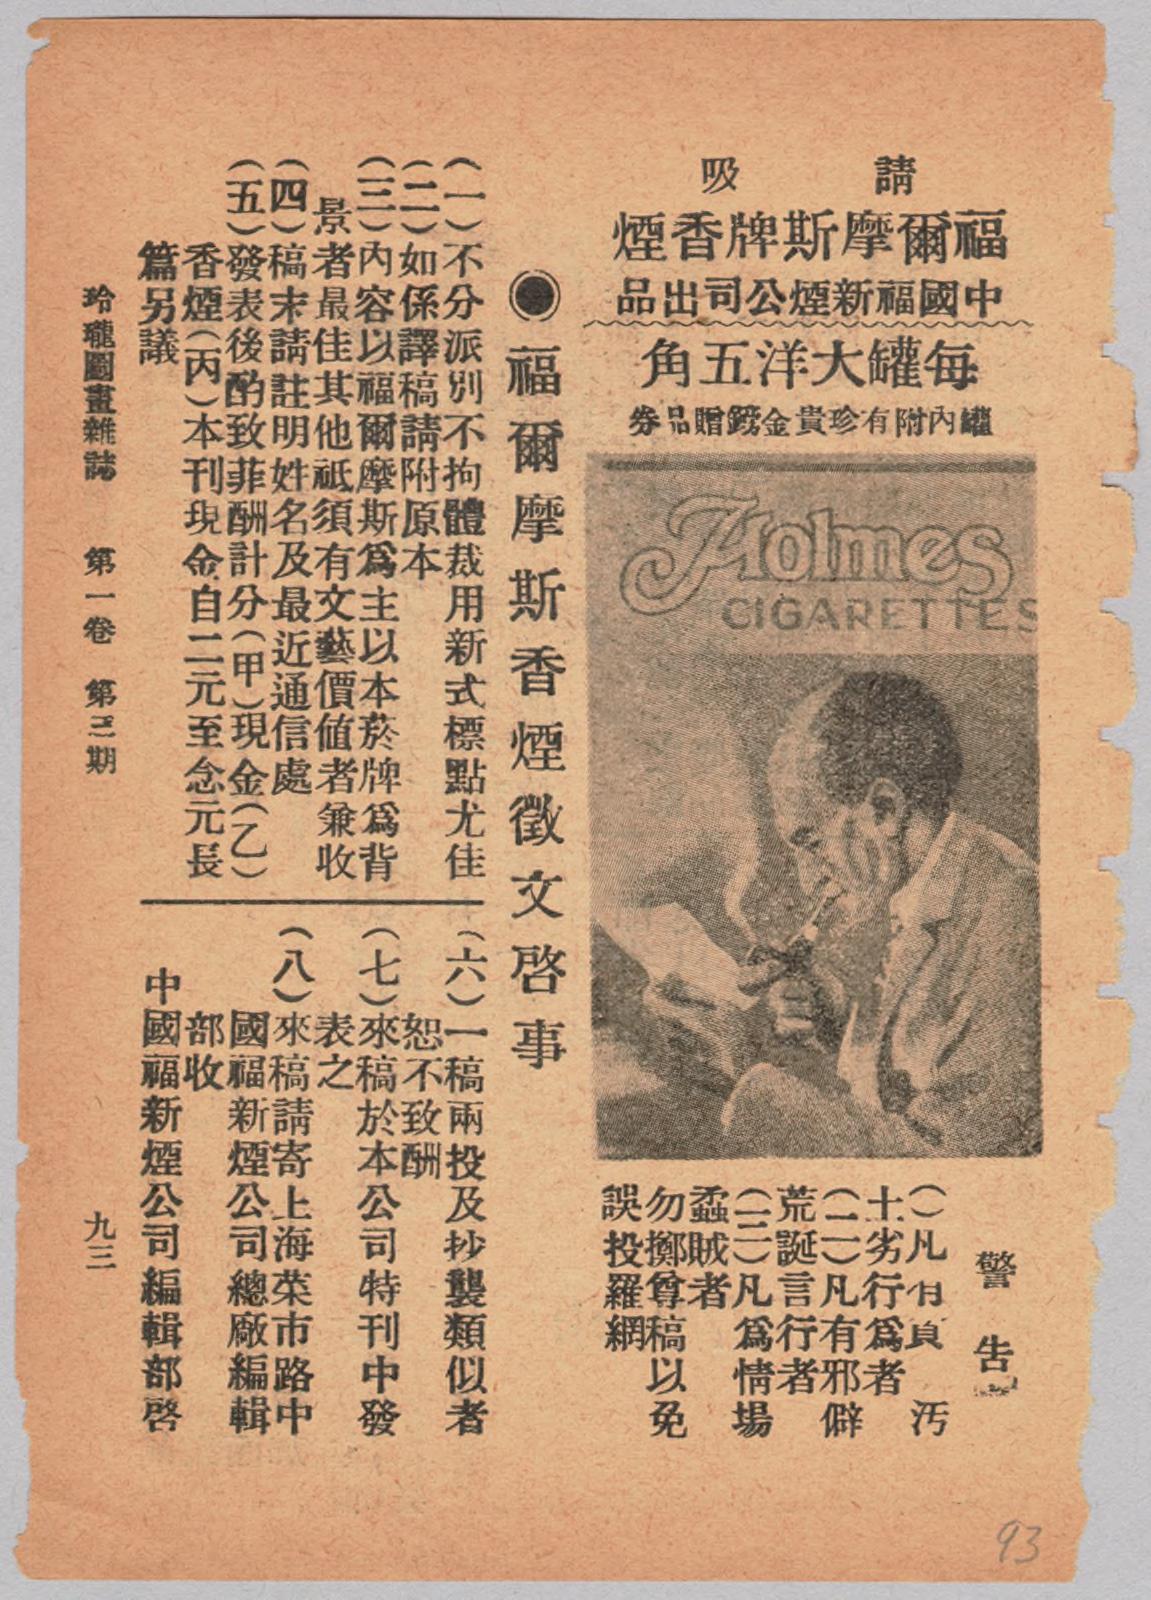 請吸
福爾摩斯牌香煙
中國福新煙公司出品
每罐大洋五角
罐內附有珍貴金鎊贈品券
Holmes
CIGARETTES
警告
(一)凡有貪污
土劣行為者
(二)凡有邪僻
荒誕言行者
(三)凡爲情場
蟊賊者
勿擲尊稿以免
誤投羅網
福爾摩斯香煙徵文啓事
(一)不分派別不拘體裁用新式標點尤佳
(二)如係譯稿請附原本
(三)內容以福爾摩斯爲主以本菸牌爲背
景者最佳其他祗須有文藝價値者兼收
(四)稿末請註明姓名及最近通信處
(五)發表後酌致菲酬計分(甲)現金(乙)
香煙(丙)本刊現金自二元至念元長
篇另議
(六)一稿兩投及抄襲類似者
恕不致酬
(七)來稿於本公司特刊中發
表之
(八)來稿請寄上海菜市路中
國福新煙公司總廠編輯
部收
中國福新煙公司編輯部啓
玲瓏圖畫雜誌 第一卷 第三期
九三
93